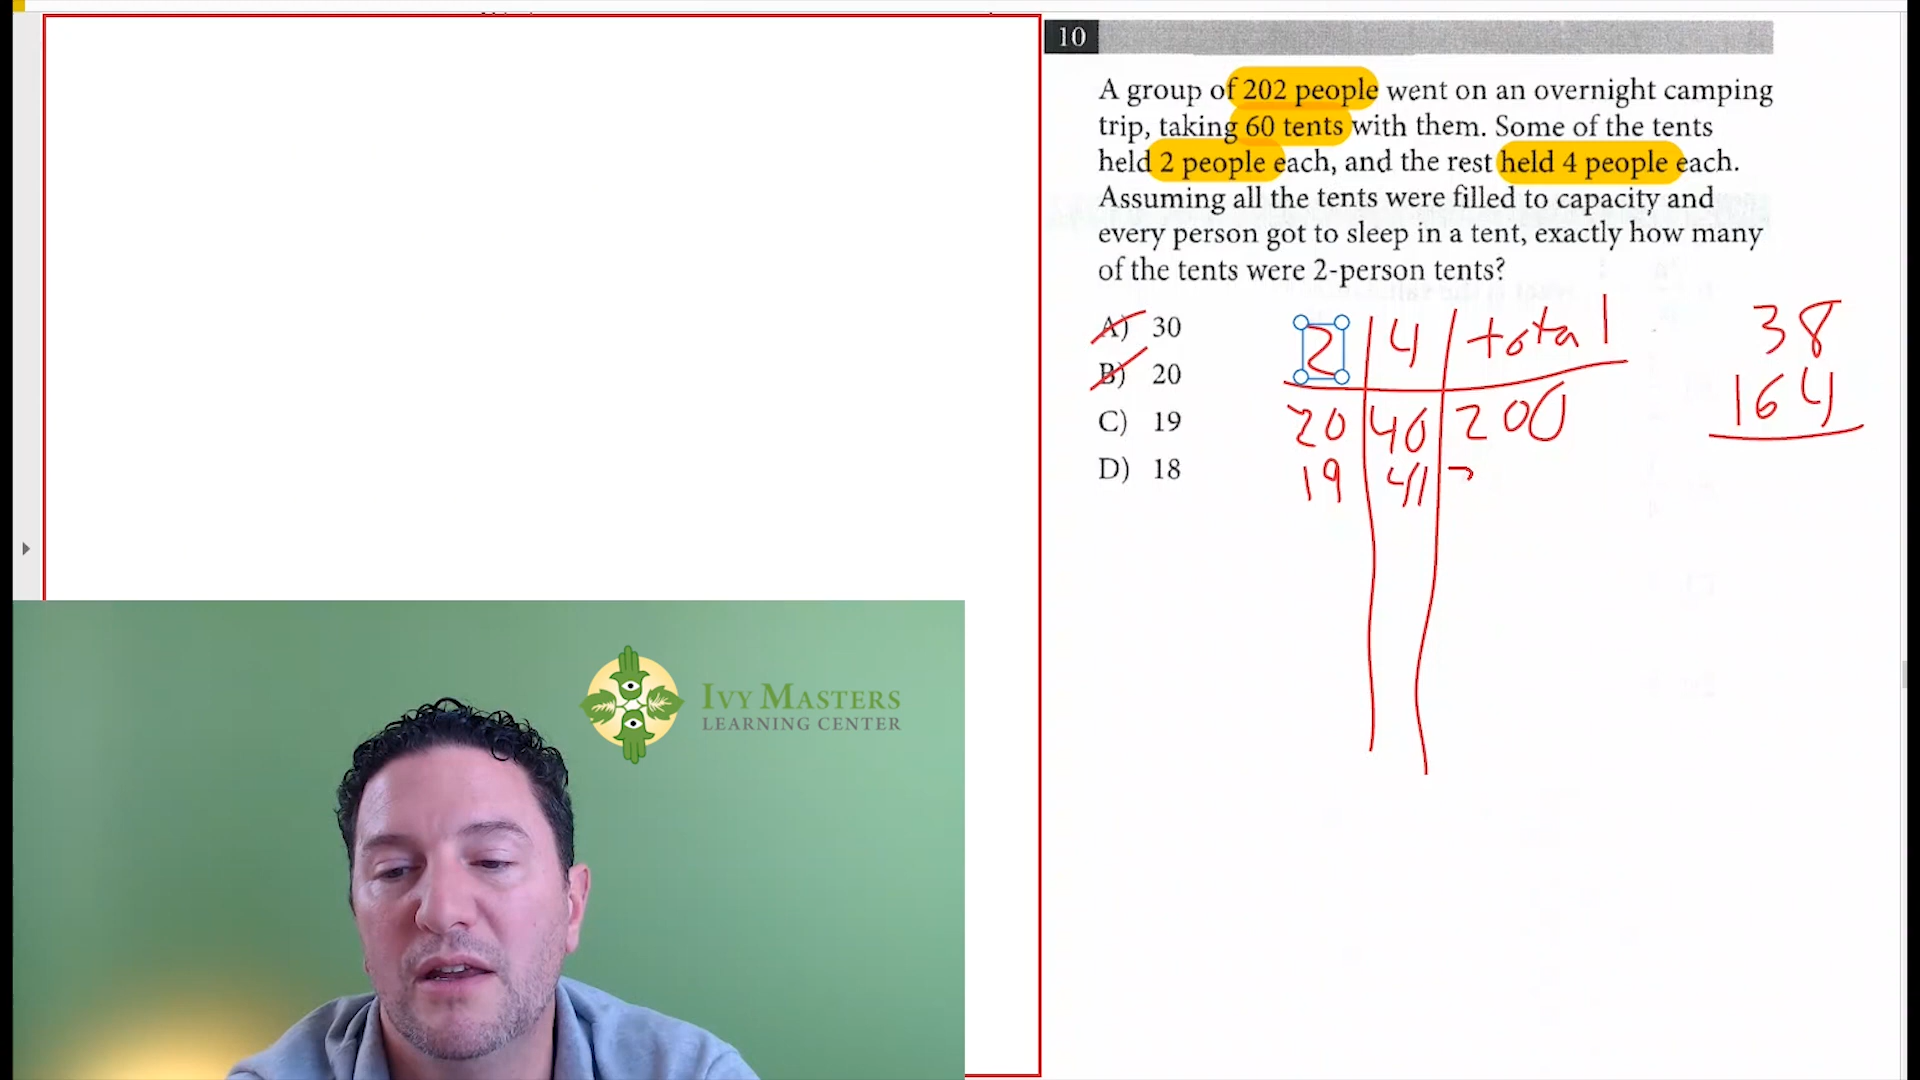 10
A group of 202 people went on an overnight camping
trip, taking 60 tents with them. Some of the tents
held 2 people each, and the rest held 4 people each.
Assuming all the tents were filled to capacity and
every person got to sleep in a tent, exactly how many
of the tents were 2-person tents?
A) 30
B) 20
C) 19
D) 18
2 4 total
20 40 200
19 41 2
38
164
IVY MASTERS
LEARNING CENTER